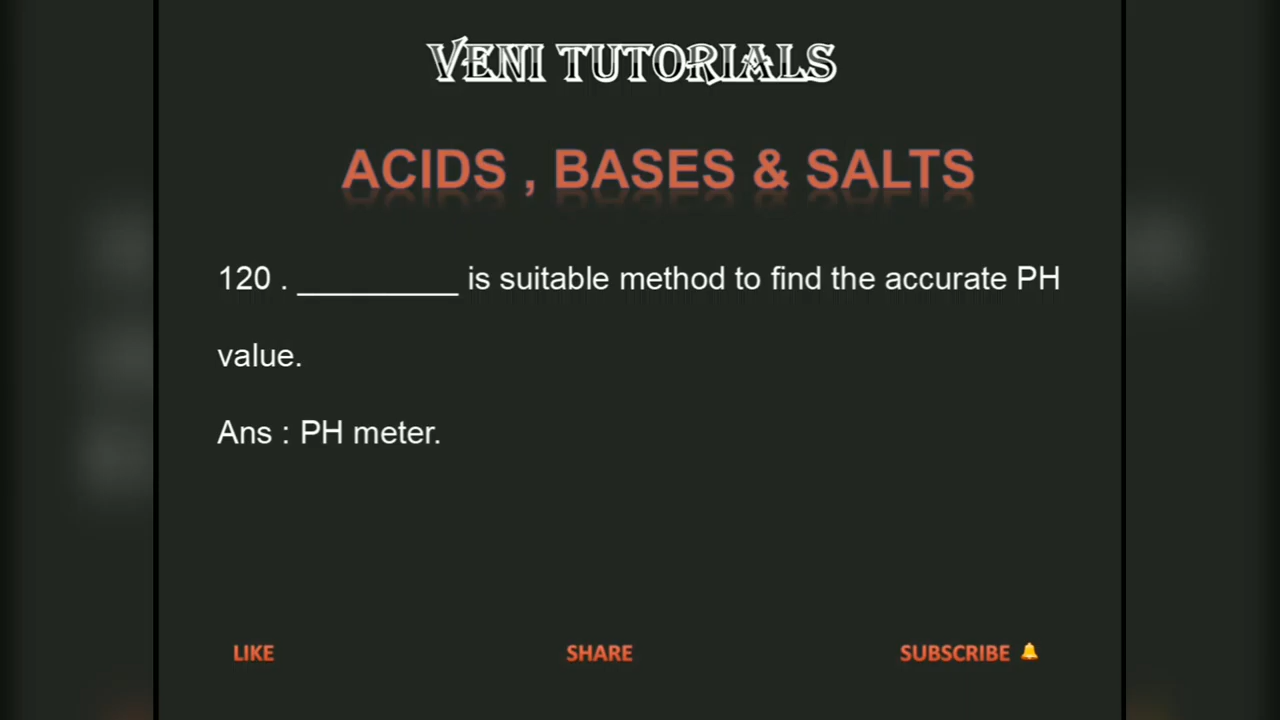 VENI TUTORIALS
ACIDS , BASES & SALTS
120 . __________ is suitable method to find the accurate PH
value.
Ans : PH meter.
LIKE SHARE SUBSCRIBE 🔔